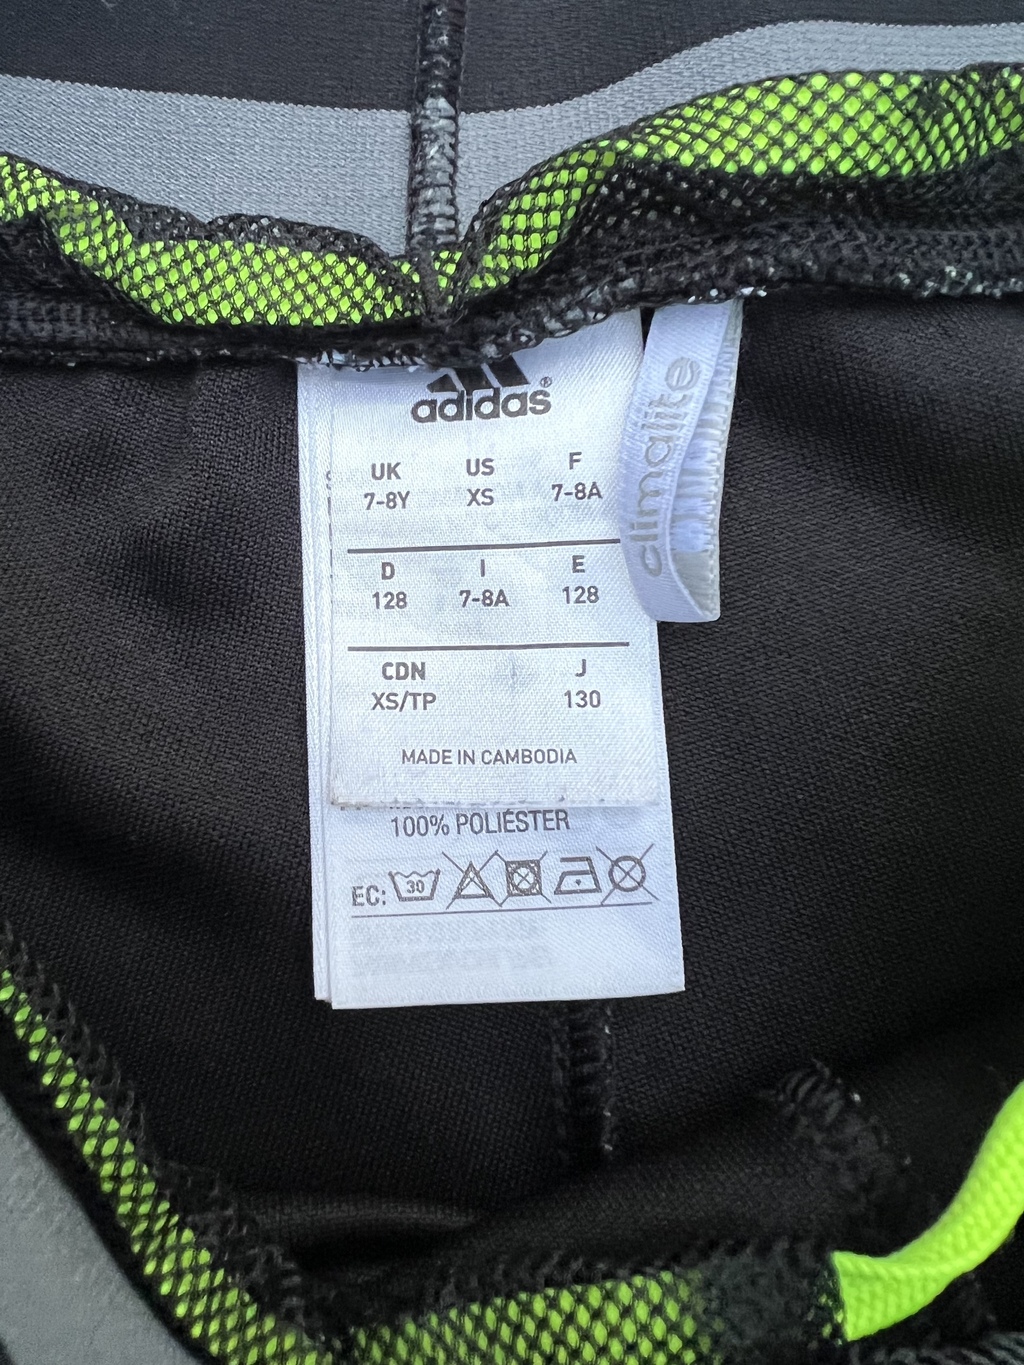 adidas®
UK US F
7-8Y XS 7-8A
D I E
128 7-8A 128
CDN J
XS/TP 130
MADE IN CAMBODIA
100% POLIÉSTER
EC: 30
climalite